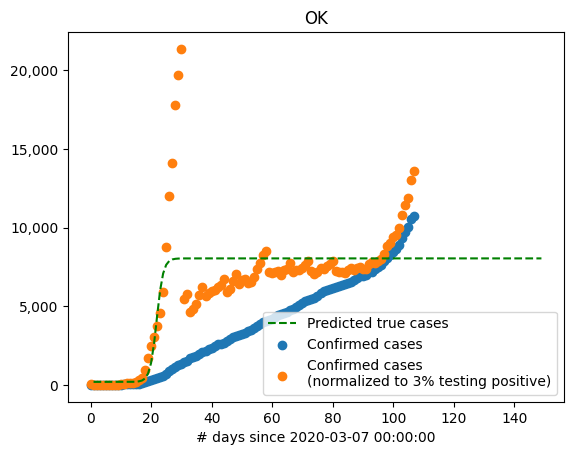 OK
20,000
15,000
10,000
5,000
0
Predicted true cases
Confirmed cases
Confirmed cases
(normalized to 3% testing positive)
0 20 40 60 80 100 120 140
# days since 2020-03-07 00:00:00